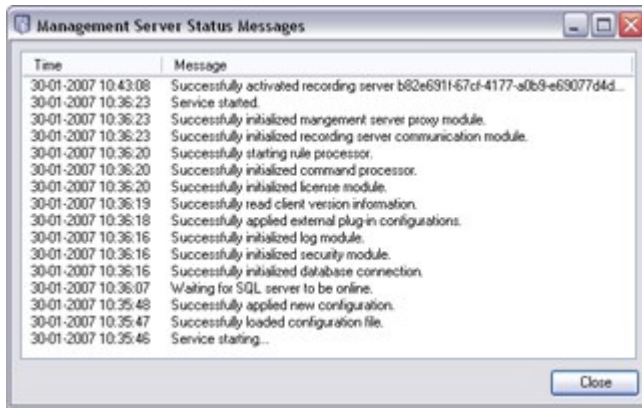 Management Server Status Messages
Time Message
30-01-2007 10:43:08 Successfully activated recording server b82e691f-67cf-4177-a0b9-e69077d4d...
30-01-2007 10:36:23 Service started.
30-01-2007 10:36:23 Successfully initialized mangement server proxy module.
30-01-2007 10:36:23 Successfully initialized recording server communication module.
30-01-2007 10:36:20 Successfully starting rule processor.
30-01-2007 10:36:20 Successfully initialized command processor.
30-01-2007 10:36:20 Successfully initialized license module.
30-01-2007 10:36:19 Successfully read client version information.
30-01-2007 10:36:18 Successfully applied external plug-in configurations.
30-01-2007 10:36:16 Successfully initialized log module.
30-01-2007 10:36:16 Successfully initialized security module.
30-01-2007 10:36:16 Successfully initialized database connection.
30-01-2007 10:36:07 Waiting for SQL server to be online.
30-01-2007 10:35:48 Successfully applied new configuration.
30-01-2007 10:35:47 Successfully loaded configuration file.
30-01-2007 10:35:46 Service starting...
Close